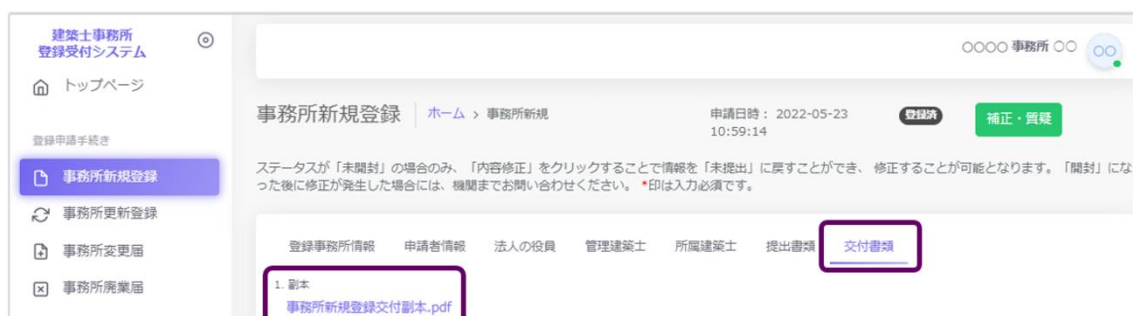 建築士事務所
登録受付システム
〇〇〇〇 事務所 〇〇
〇〇
トップページ
事務所新規登録 ホーム > 事務所新規 申請日時： 2022-05-23 10:59:14 登録済 補正・質疑
登録申請手続き
事務所新規登録
ステータスが「未開封」の場合のみ、「内容修正」をクリックすることで情報を「未提出」に戻すことができ、 修正することが可能となります。「開封」にな
った後に修正が発生した場合には、機関までお問い合わせください。 *印は入力必須です。
事務所更新登録
事務所変更届
事務所廃業届
登録事務所情報 申請者情報 法人の役員 管理建築士 所属建築士 提出書類 交付書類
1. 副本
事務所新規登録交付副本.pdf